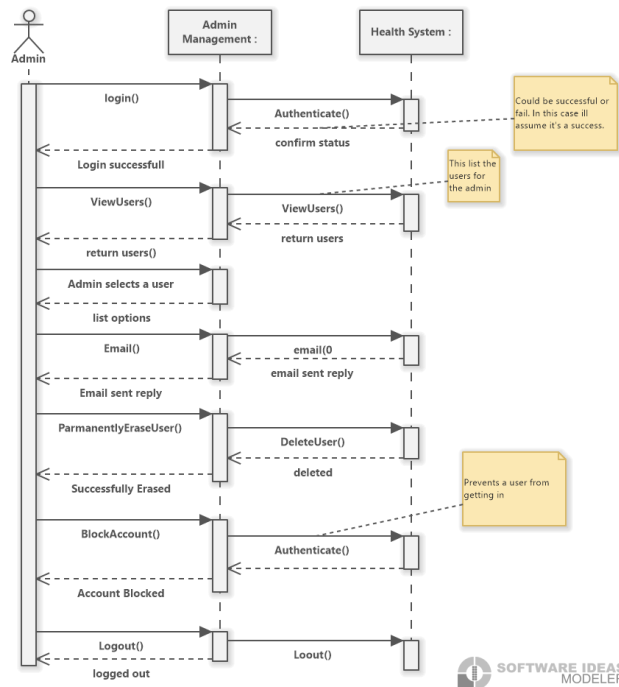 Admin
Management :
Health System :
Admin
login()
Authenticate()
Could be successful or
fail. In this case ill
assume it's a success.
confirm status
Login successfull
This list the
users for
the admin
ViewUsers()
ViewUsers()
return users()
return users
Admin selects a user
list options
Email()
email(0
email sent reply
Email sent reply
ParmanentlyEraseUser()
DeleteUser()
deleted
Successfully Erased
Prevents a user from
getting in
BlockAccount()
Authenticate()
Account Blocked
Logout()
Loout()
logged out
SOFTWARE IDEAS
MODELER